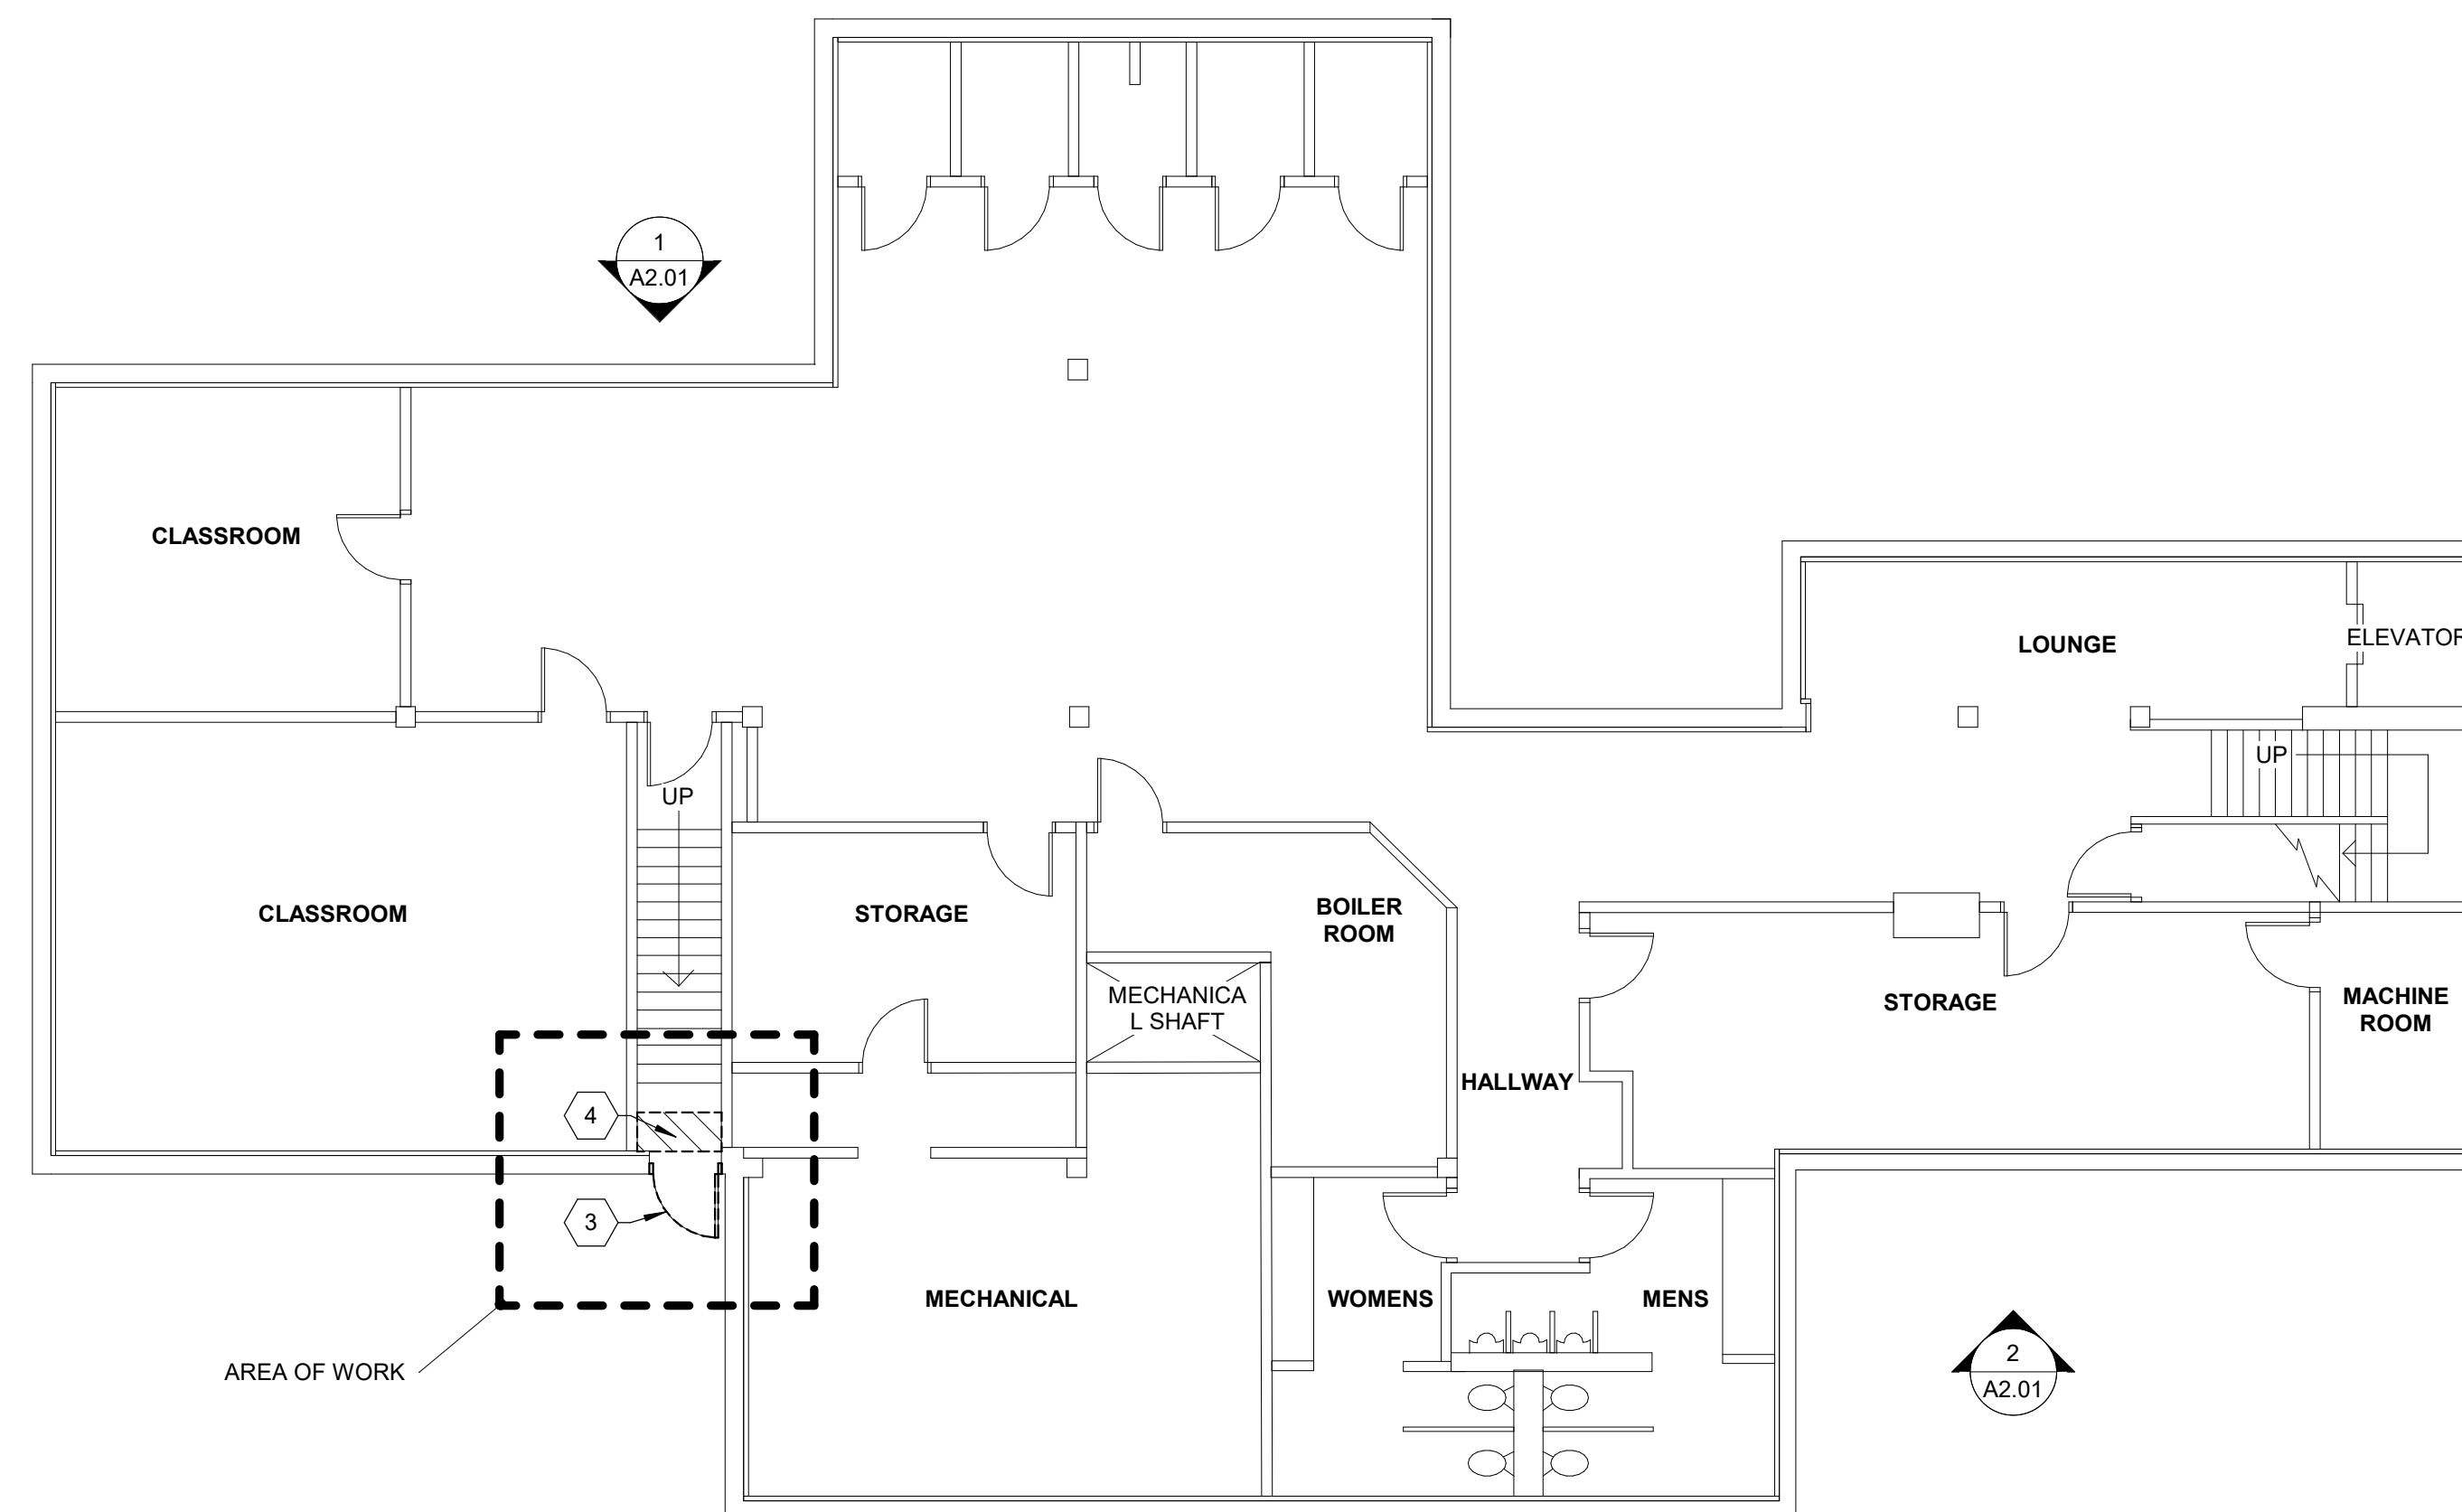 1
A2.01
CLASSROOM
LOUNGE
ELEVATOR
UP
UP
CLASSROOM
STORAGE
BOILER
ROOM
MECHANICA
L SHAFT
STORAGE
MACHINE
ROOM
HALLWAY
4
3
MECHANICAL
WOMENS
MENS
AREA OF WORK
2
A2.01